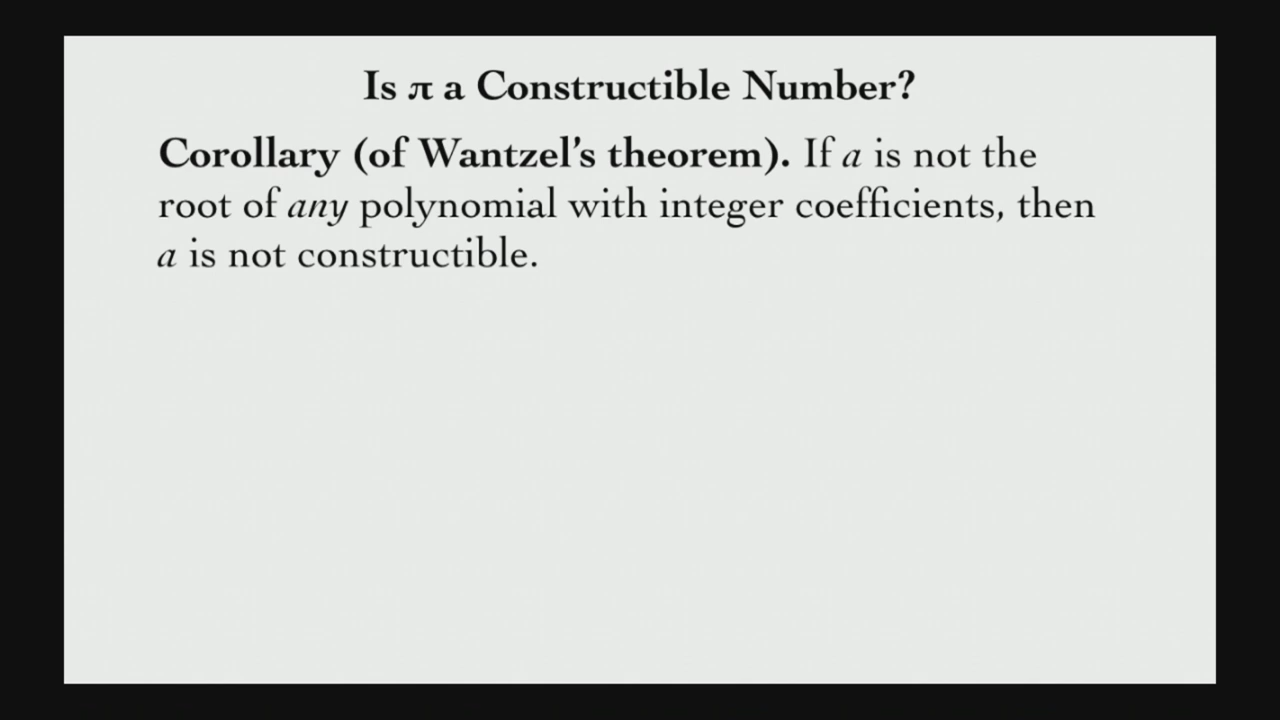 Is π a Constructible Number?
Corollary (of Wantzel’s theorem). If a is not the
root of any polynomial with integer coefficients, then
a is not constructible.